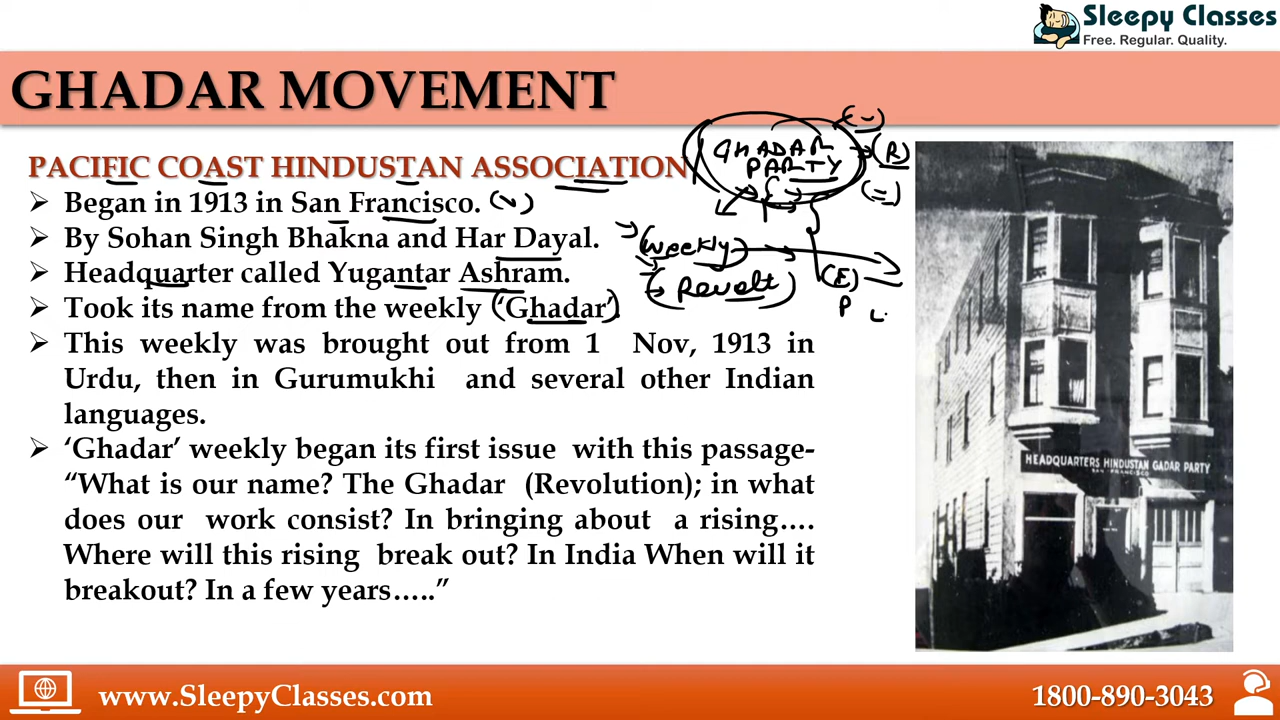 Sleepy Classes
Free. Regular. Quality.
GHADAR MOVEMENT
PACIFIC COAST HINDUSTAN ASSOCIATION
GHADAR
PARTY
(R)
➢ Began in 1913 in San Francisco.
➢ By Sohan Singh Bhakna and Har Dayal.
weekly
➢ Headquarter called Yugantar Ashram.
Revolt
(E)
P L
➢ Took its name from the weekly ‘Ghadar’.
➢ This weekly was brought out from 1 Nov, 1913 in
Urdu, then in Gurumukhi and several other Indian
languages.
➢ ‘Ghadar’ weekly began its first issue with this passage-
“What is our name? The Ghadar (Revolution); in what
does our work consist? In bringing about a rising….
Where will this rising break out? In India When will it
breakout? In a few years…..”
HEADQUARTERS HINDUSTAN GADAR PARTY
SAN FRANCISCO
www.SleepyClasses.com
1800-890-3043